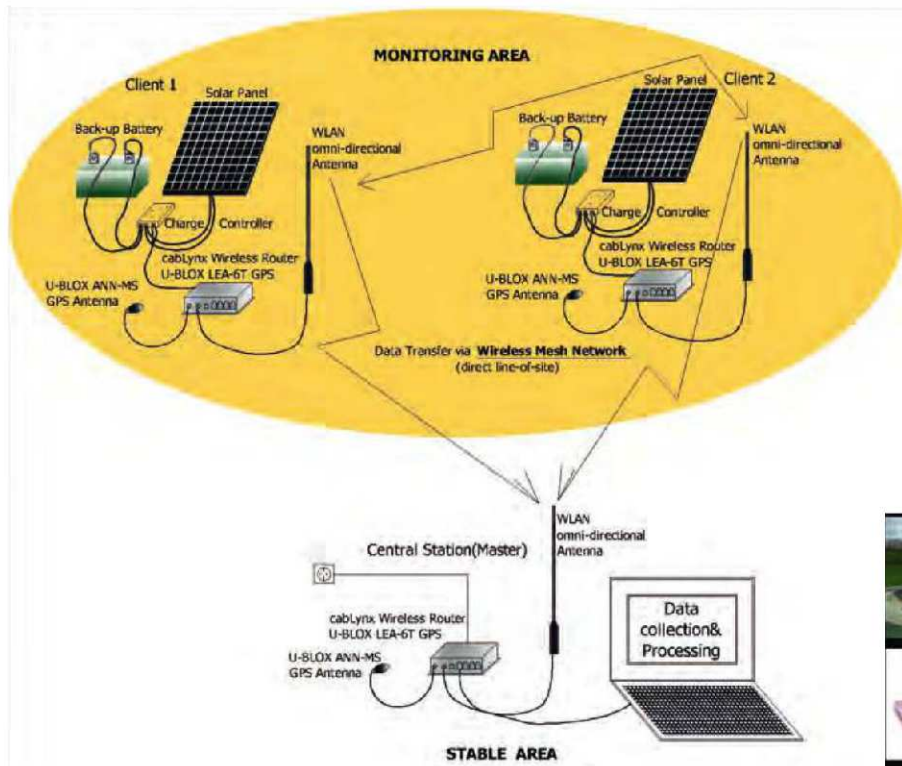 MONITORING AREA
Client 1
Solar Panel
Back-up Battery
WLAN
omni-directional
Antenna
Charge Controller
cabLynx Wireless Router
U-BLOX LEA-6T GPS
U-BLOX ANN-MS
GPS Antenna
Client 2
Solar Panel
Back-up Battery
WLAN
omni-directional
Antenna
Charge Controller
cabLynx Wireless Router
U-BLOX LEA-6T GPS
U-BLOX ANN-MS
GPS Antenna
Data Transfer via Wireless Mesh Network
(direct line-of-site)
WLAN
omni-directional
Antenna
Central Station(Master)
cabLynx Wireless Router
U-BLOX LEA-6T GPS
U-BLOX ANN-MS
GPS Antenna
Data
collection&
Processing
STABLE AREA